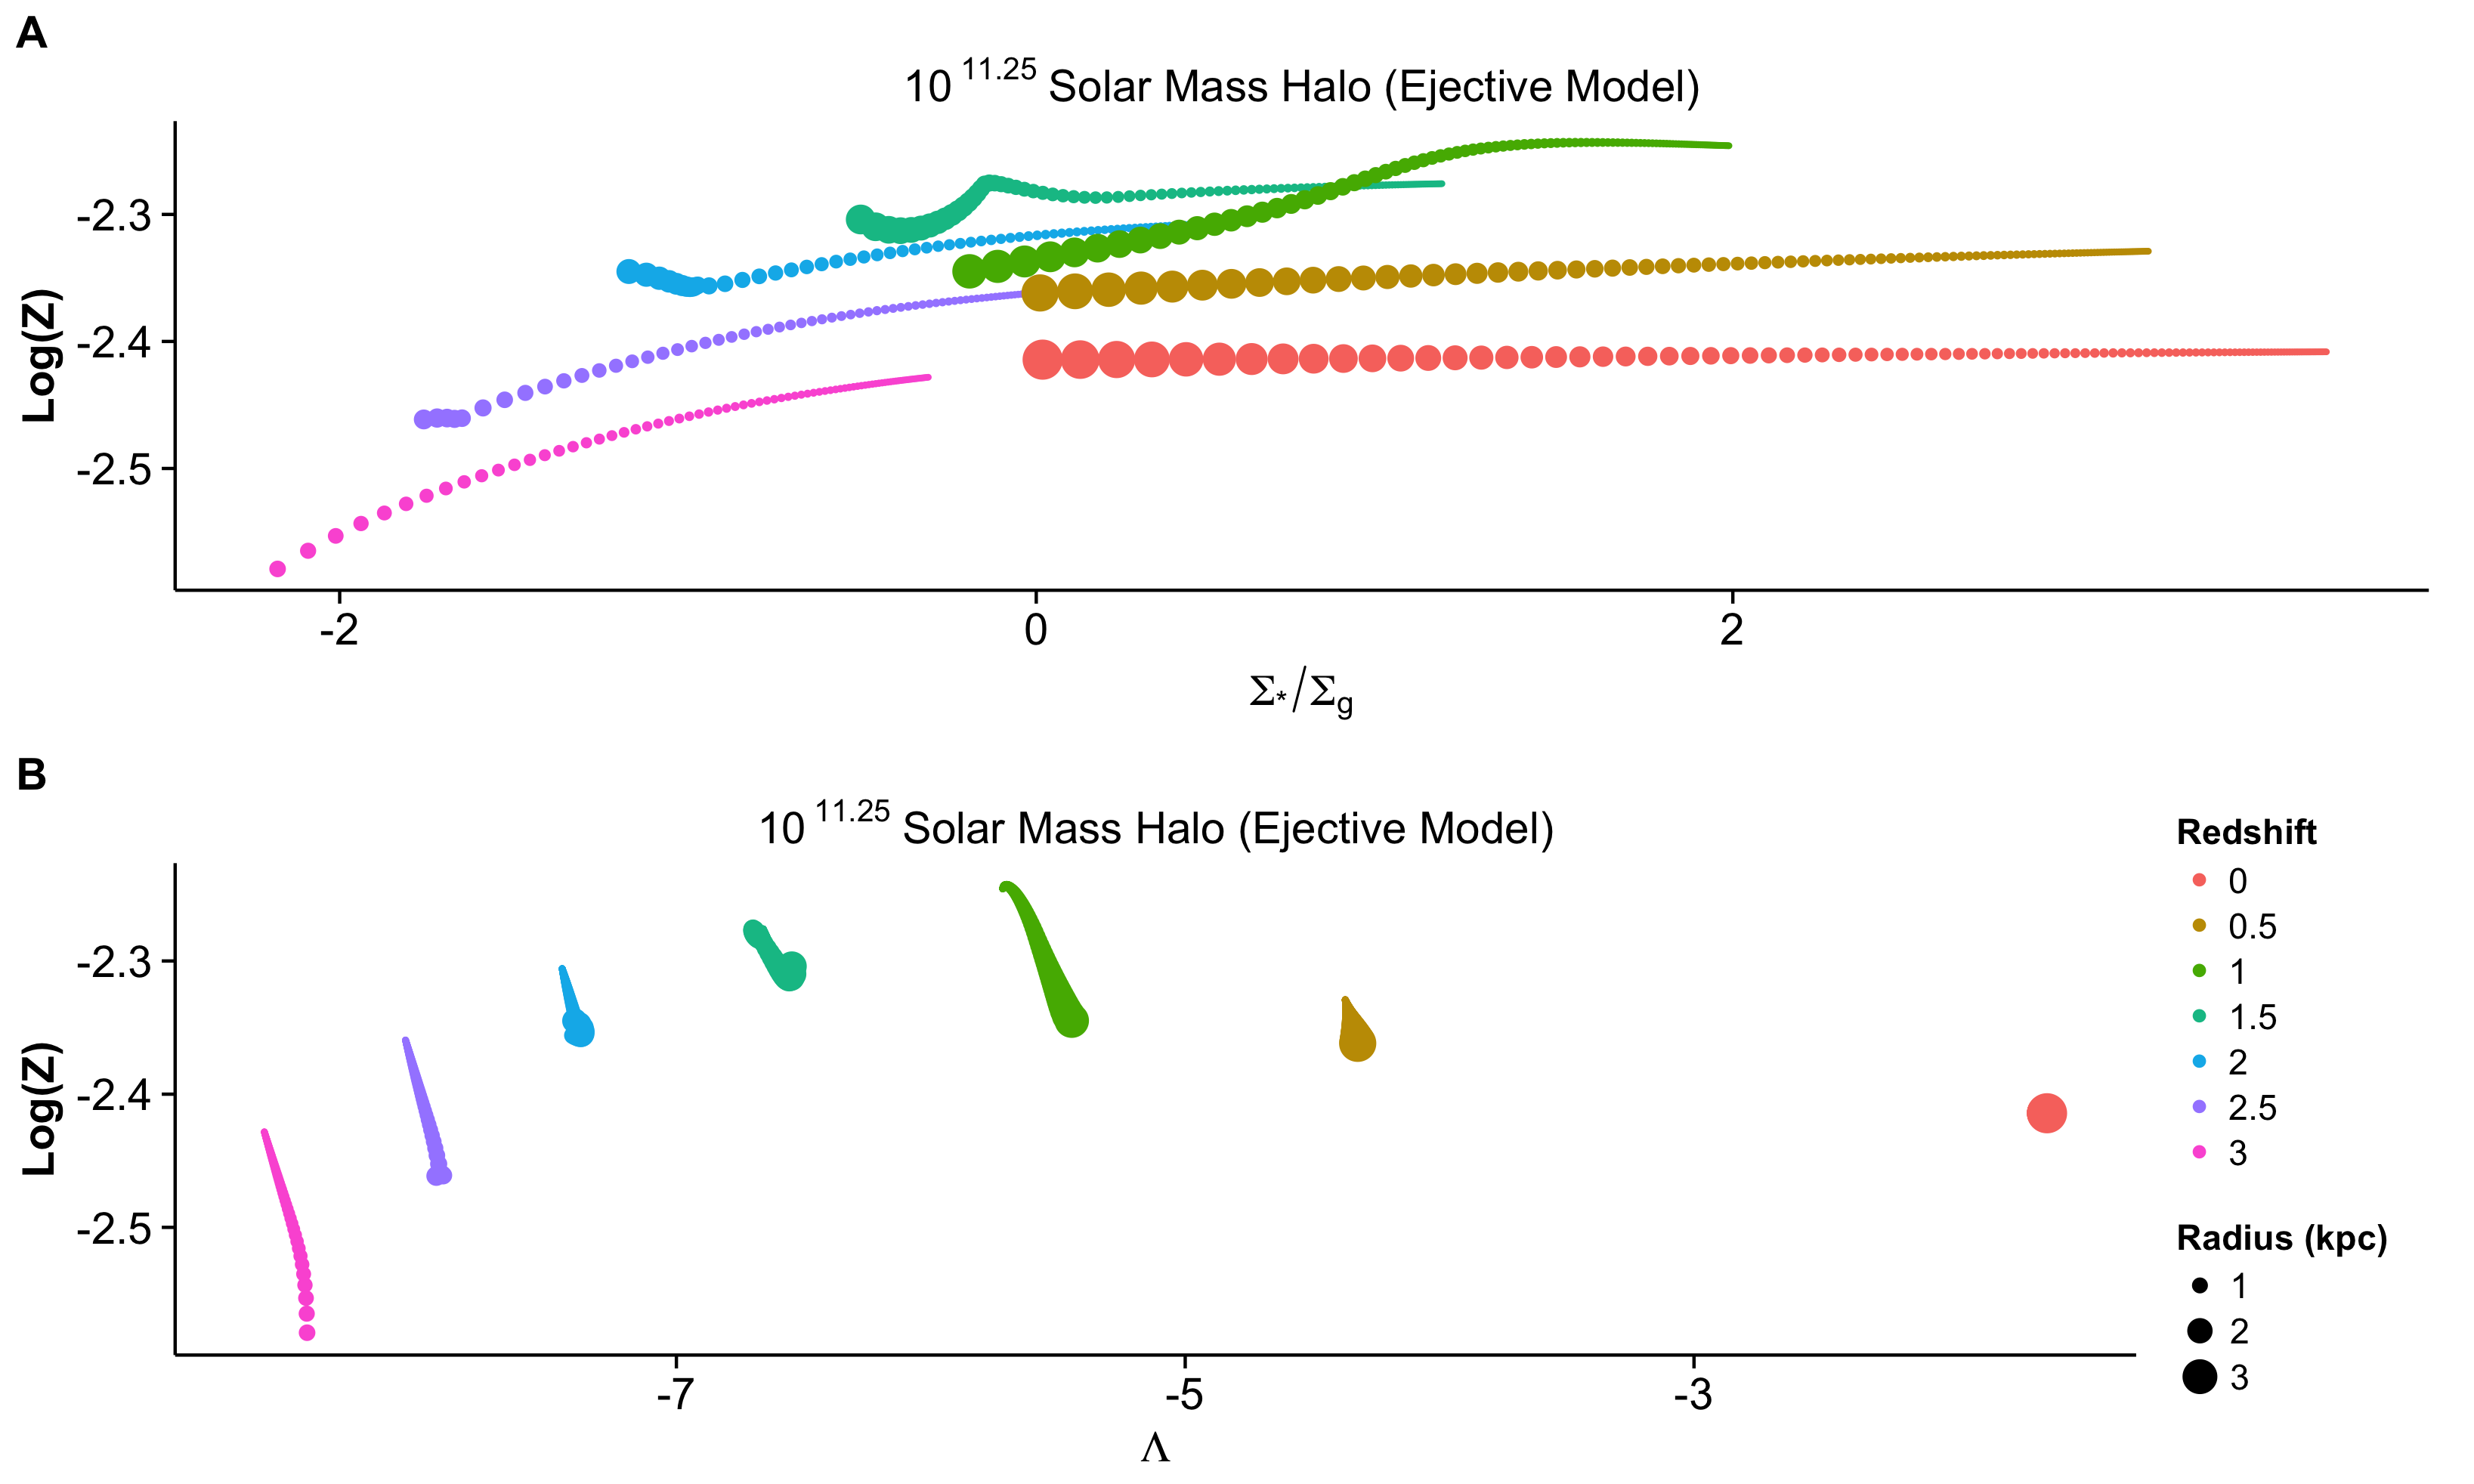 A
10 11.25 Solar Mass Halo (Ejective Model)
-2.3
-2.4
-2.5
Log(Z)
-2 0 2
Σ*/Σg
B
10 11.25 Solar Mass Halo (Ejective Model)
-2.3
-2.4
-2.5
Log(Z)
-7 -5 -3
Λ
Redshift
0
0.5
1
1.5
2
2.5
3
Radius (kpc)
1
2
3